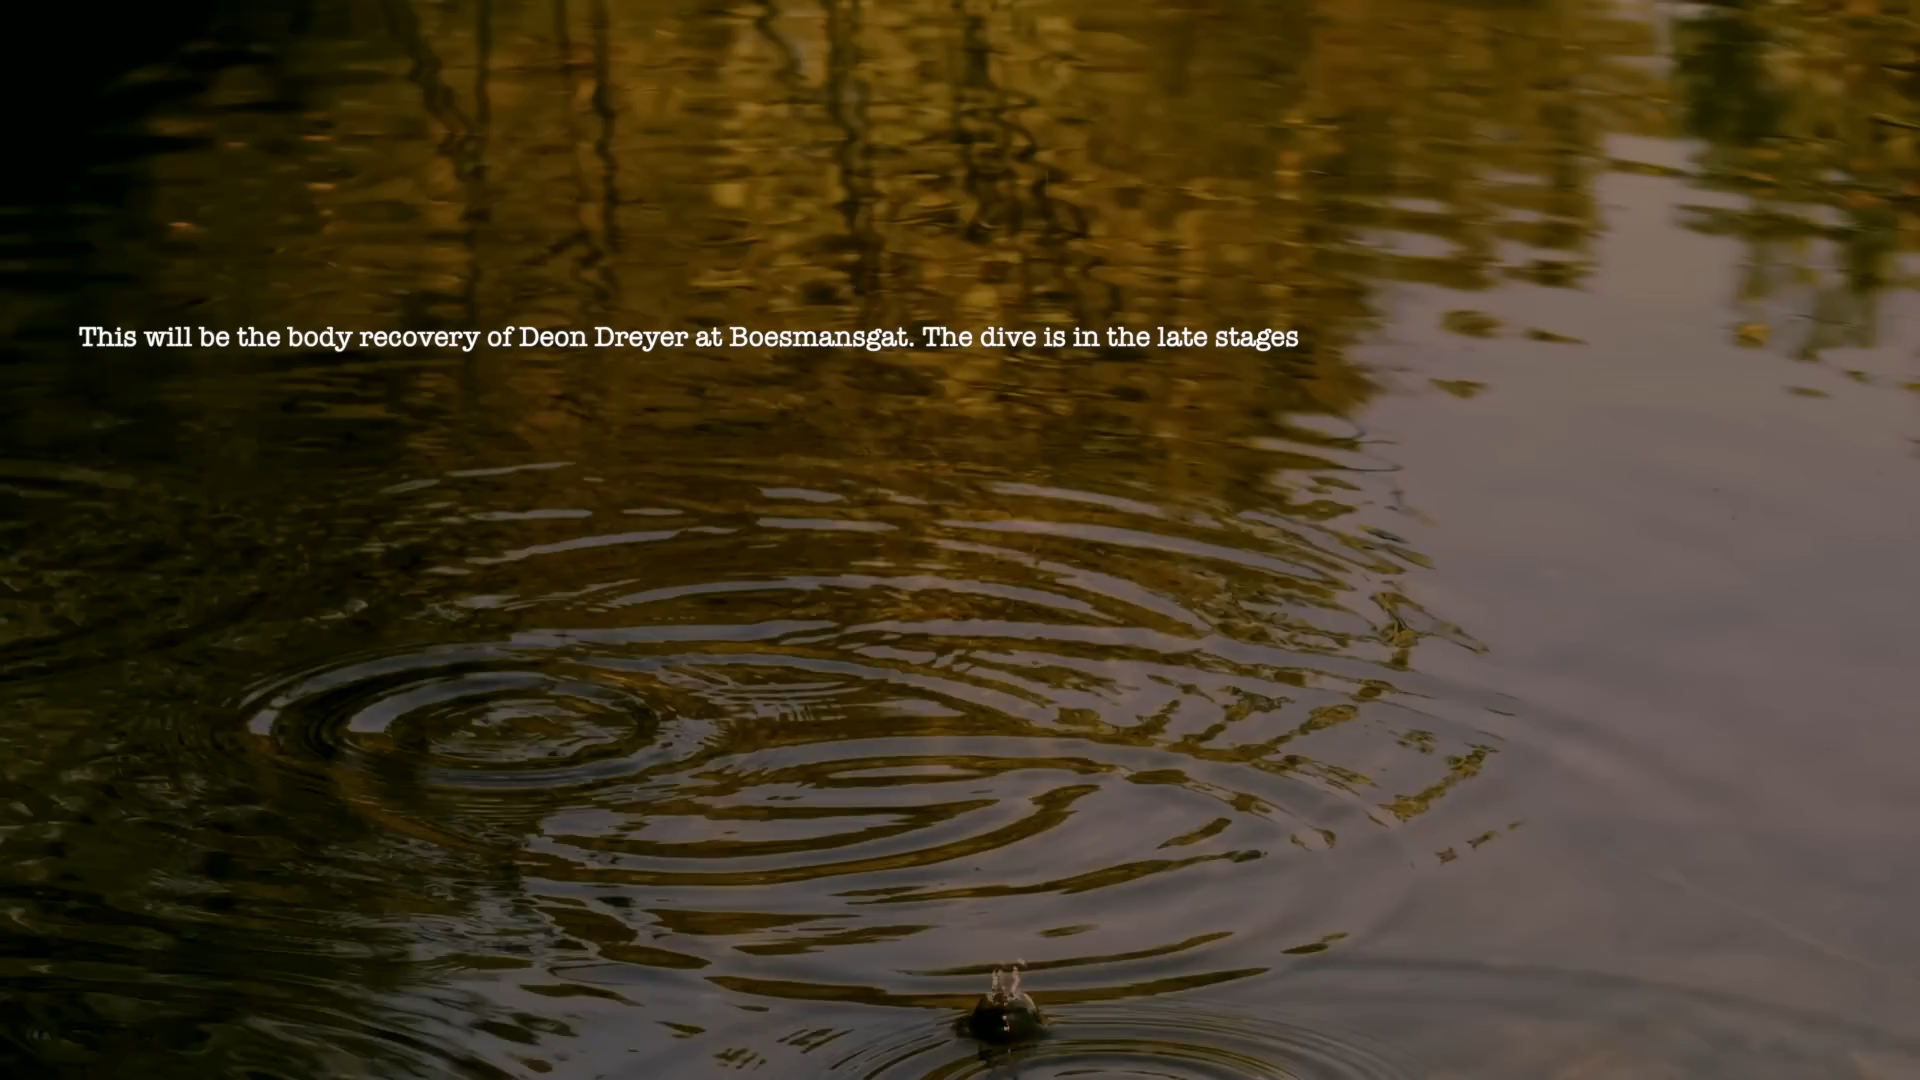 This will be the body recovery of Deon Dreyer at Boesmansgat. The dive is in the late stages